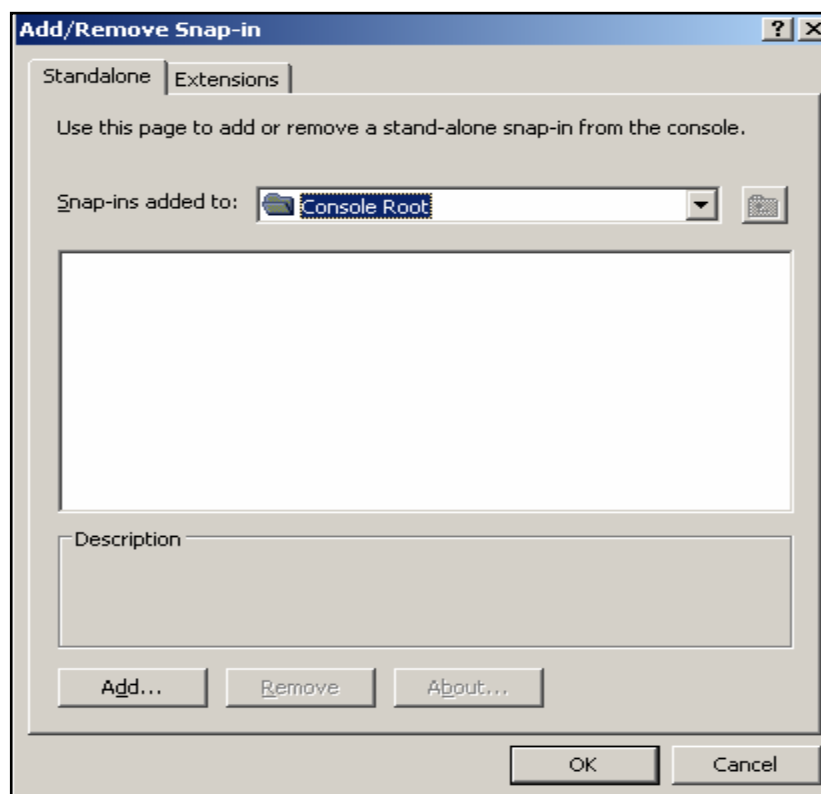 Add/Remove Snap-in
Standalone
Extensions
Use this page to add or remove a stand-alone snap-in from the console.
Snap-ins added to:
Console Root
Description
Add...
Remove
About...
OK
Cancel